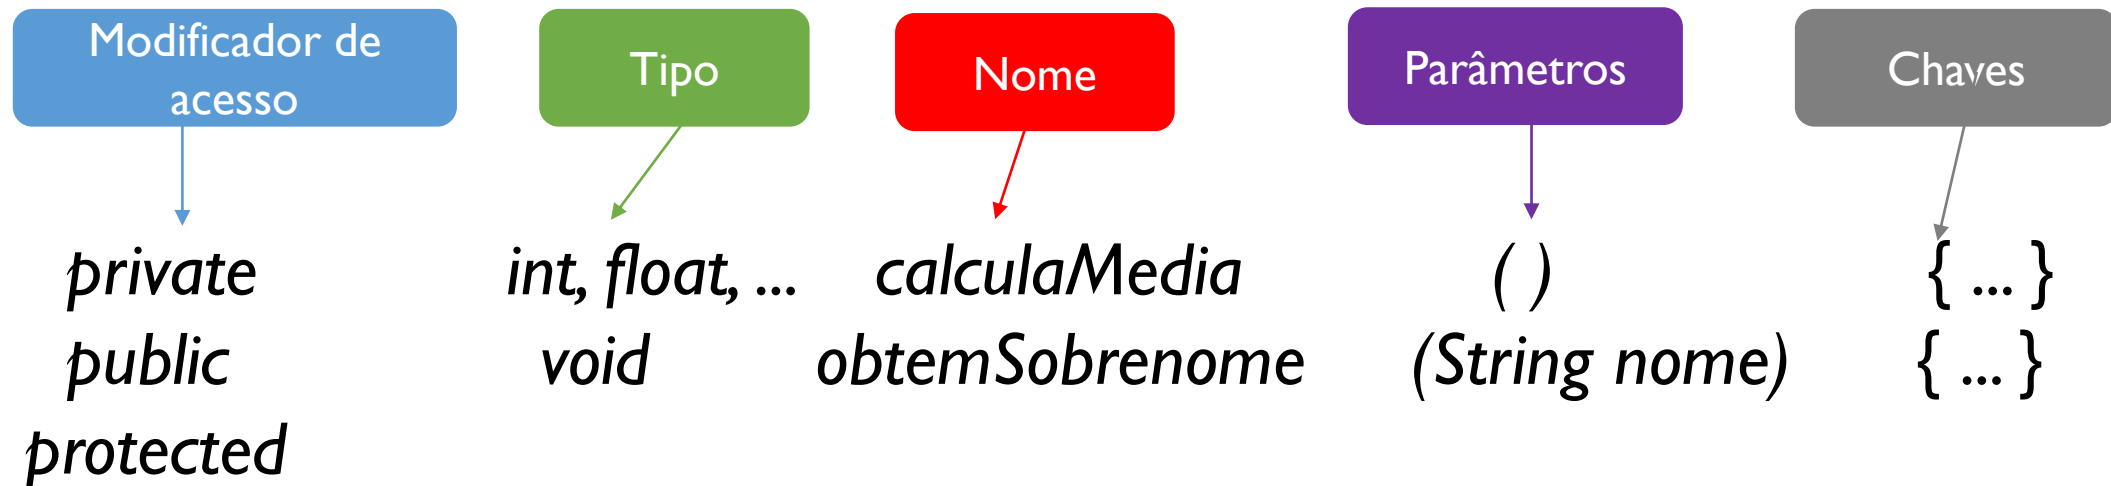 Modificador de
acesso
Tipo
Nome
Parâmetros
Chaves
private
int, float, ...
calculaMedia
( )
{ ... }
public
void
obtemSobrenome
(String nome)
{ ... }
protected